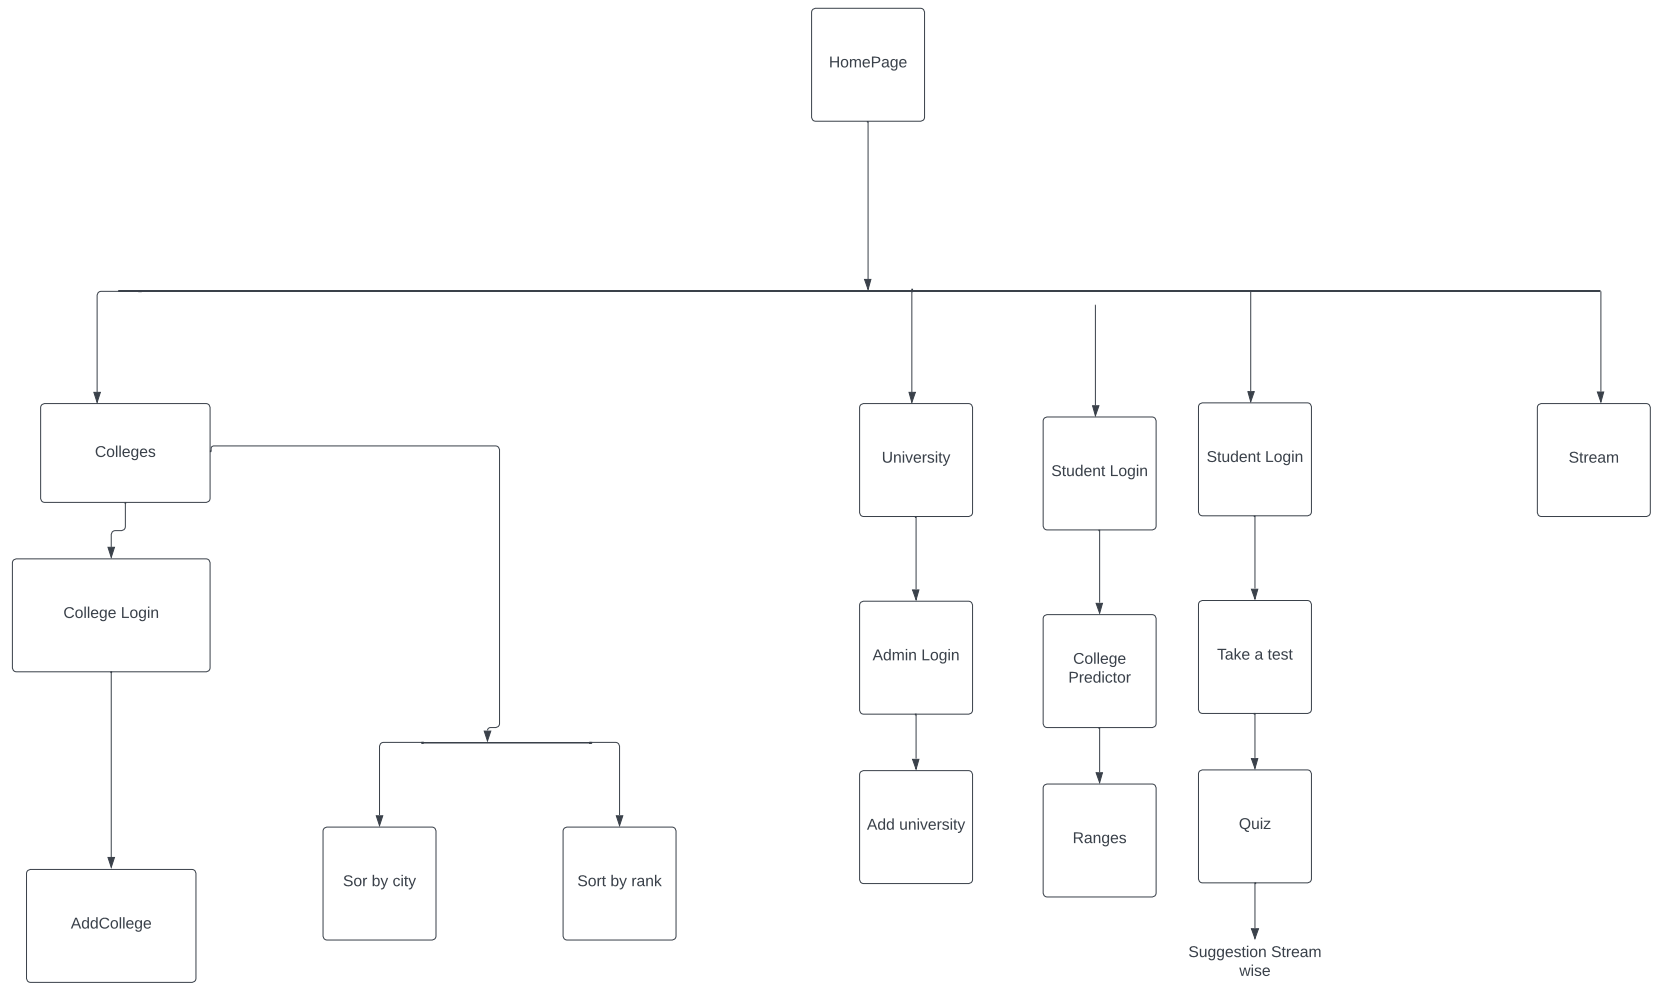 HomePage
Colleges
University
Student Login
Student Login
Stream
College Login
Admin Login
College
Predictor
Take a test
Add university
Ranges
Quiz
Sor by city
Sort by rank
AddCollege
Suggestion Stream
wise